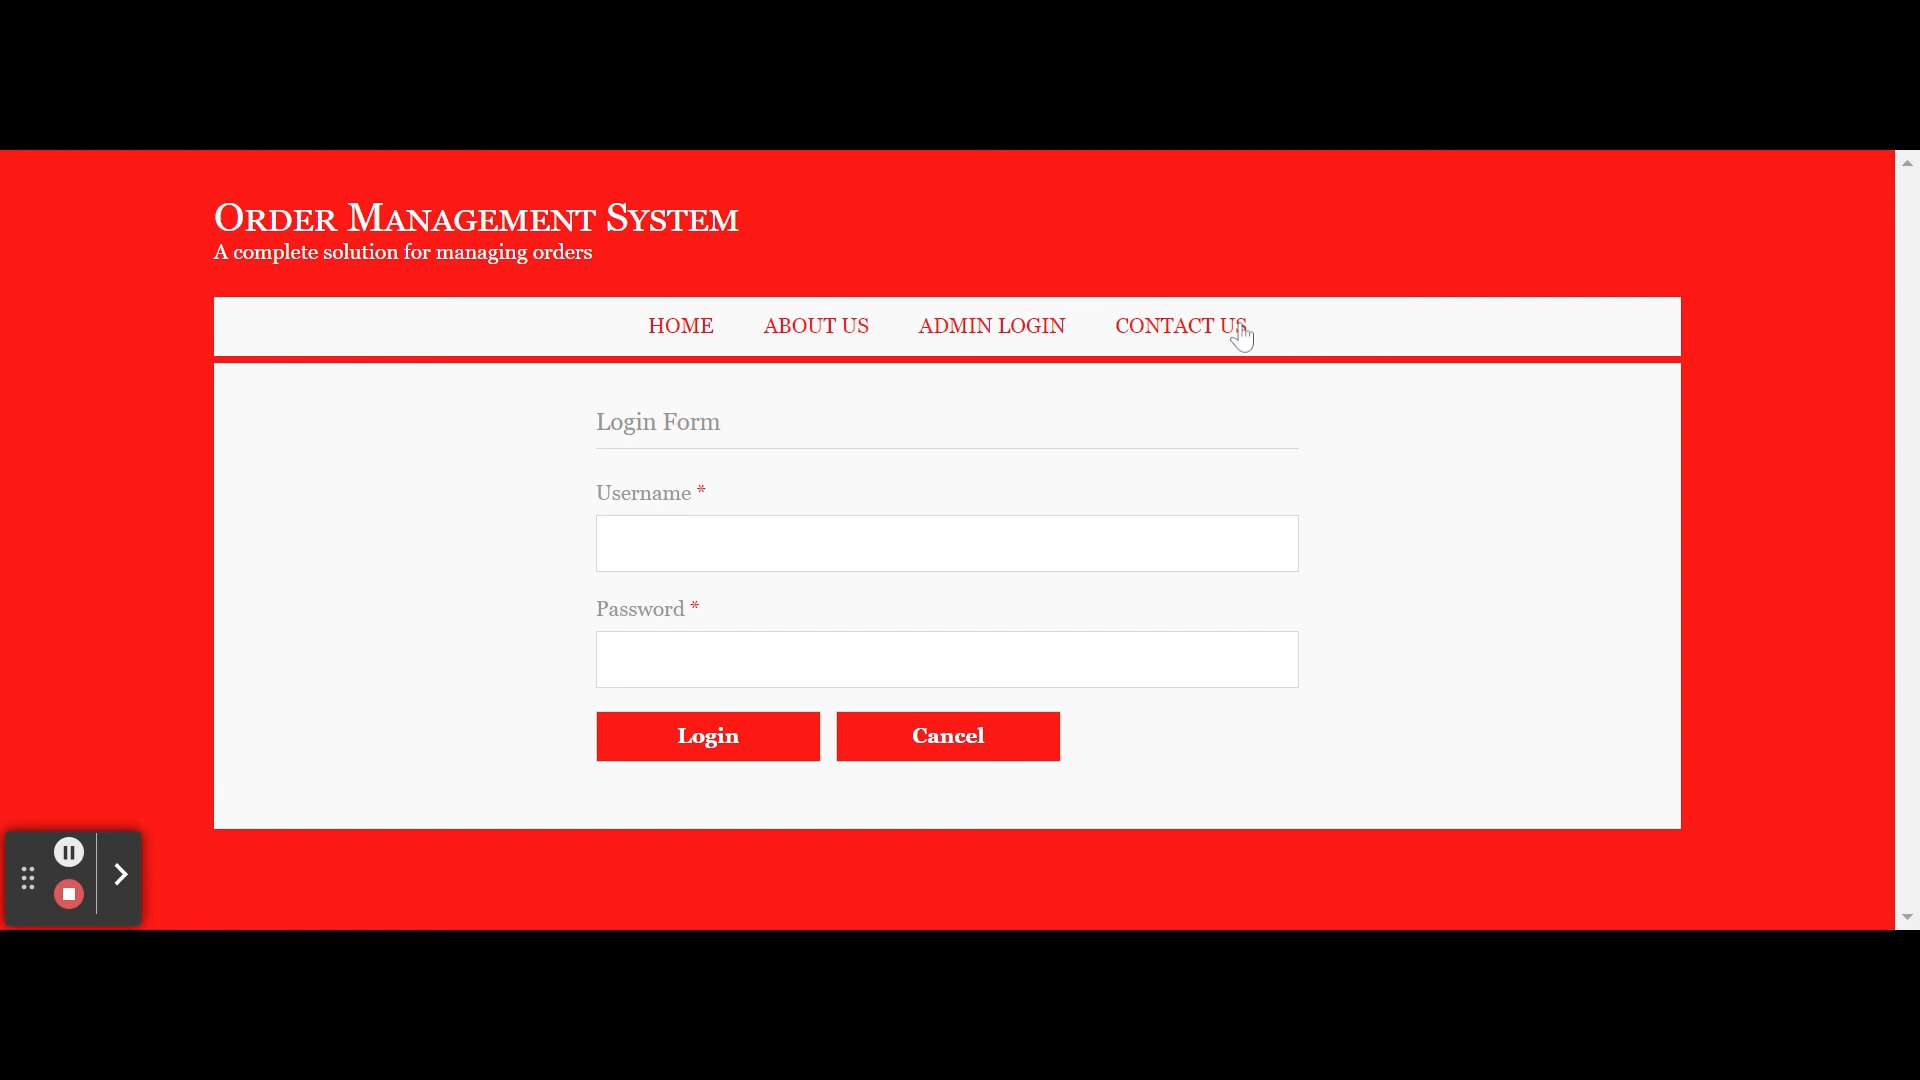 Order Management System
A complete solution for managing orders
HOME ABOUT US ADMIN LOGIN CONTACT US
Login Form
Username *
Password *
Login Cancel